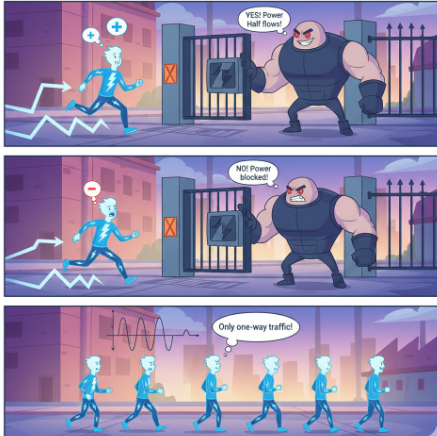 +
+
YES! Power
Half flows!
−
NO! Power
blocked!
Only one-way traffic!